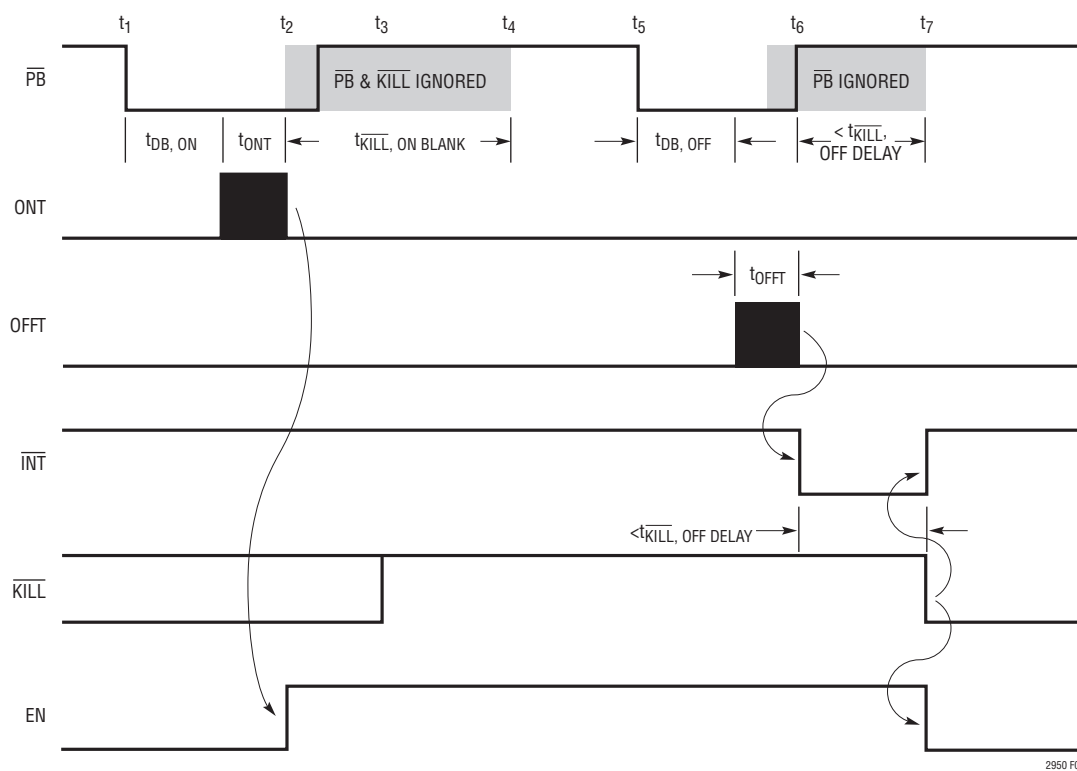 t1 t2 t3 t4 t5 t6 t7
PB
PB & KILL IGNORED
PB IGNORED
tDB, ON
tONT
tKILL, ON BLANK
tDB, OFF
< tKILL,
OFF DELAY
ONT
tOFFT
OFFT
INT
<tKILL, OFF DELAY
KILL
EN
2950 F0